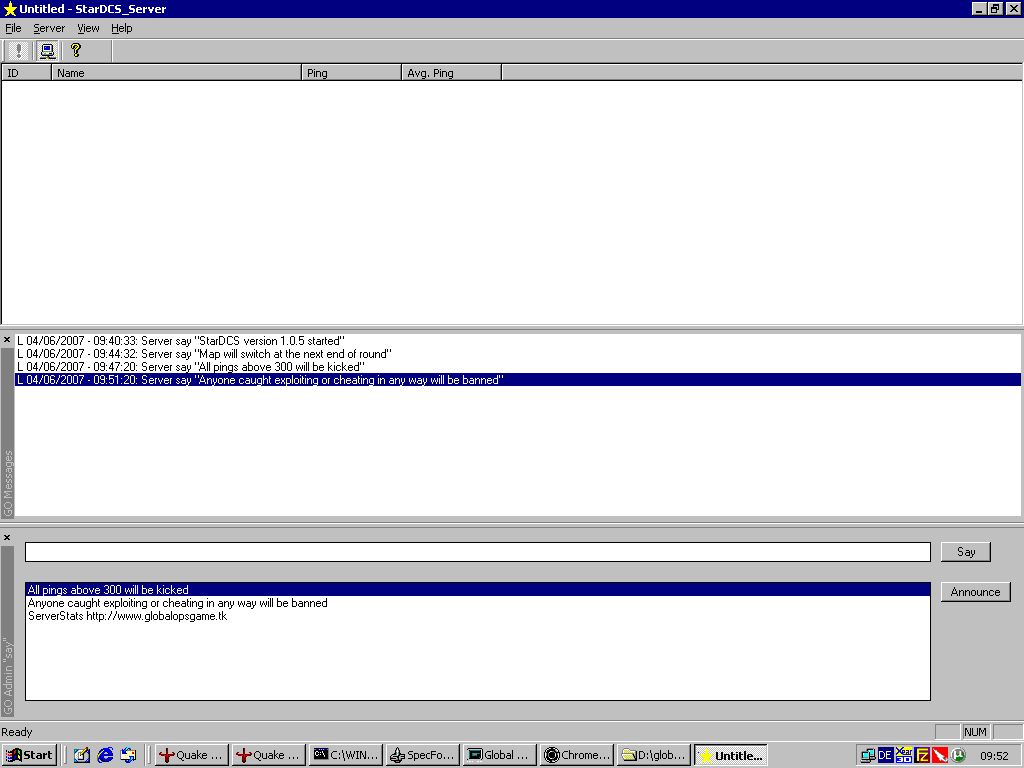 Untitled - StarDCS_Server
File Server View Help
ID Name Ping Avg. Ping
L 04/06/2007 - 09:40:33: Server say "StarDCS version 1.0.5 started"
L 04/06/2007 - 09:44:32: Server say "Map will switch at the next end of round"
L 04/06/2007 - 09:47:20: Server say "All pings above 300 will be kicked"
L 04/06/2007 - 09:51:20: Server say "Anyone caught exploiting or cheating in any way will be banned"
GO Messages
Say
All pings above 300 will be kicked
Anyone caught exploiting or cheating in any way will be banned
ServerStats http://www.globalopsgame.tk
Announce
GO Admin "say"
Ready
NUM
Start Quake ... Quake ... C:\WIN... SpecFo... Global ... Chrome... D:\glob... Untitle... DE 09:52